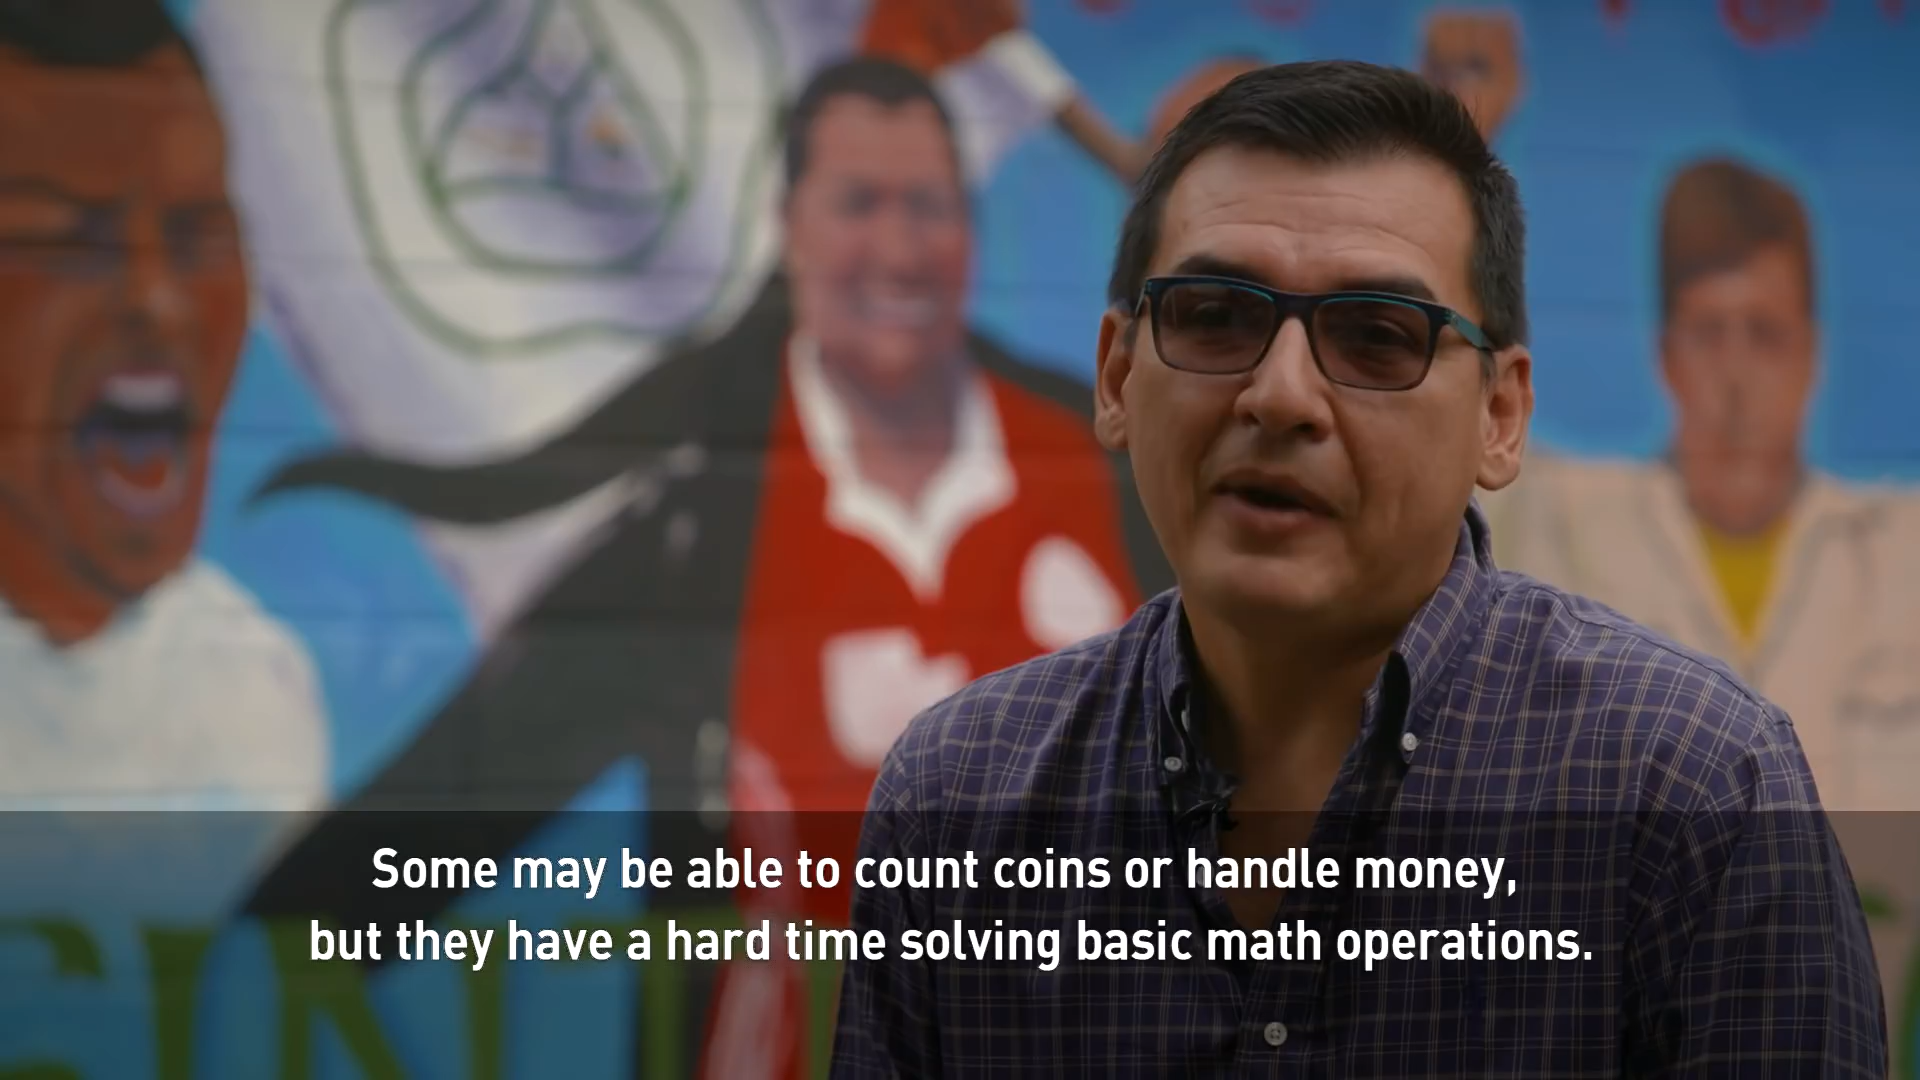 Some may be able to count coins or handle money,
but they have a hard time solving basic math operations.